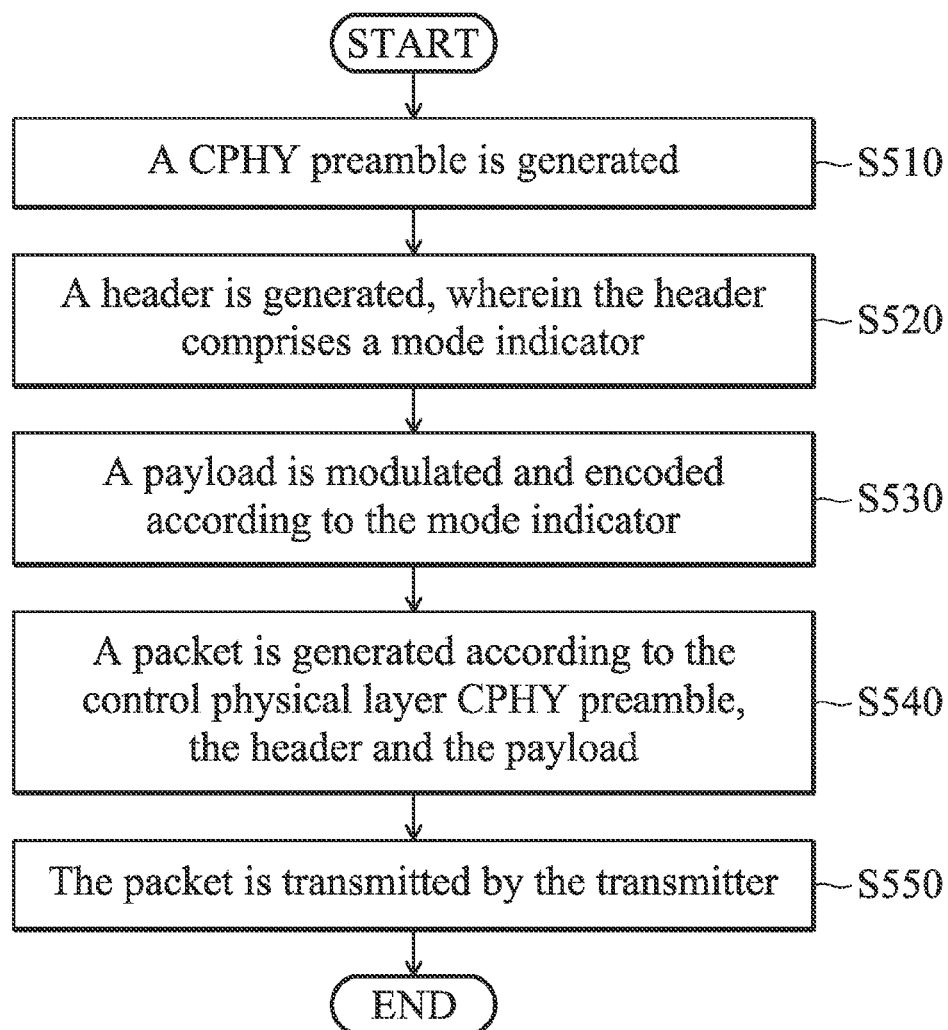 START
A CPHY preamble is generated
S510
A header is generated, wherein the header
comprises a mode indicator
S520
A payload is modulated and encoded
according to the mode indicator
S530
A packet is generated according to the
control physical layer CPHY preamble,
the header and the payload
S540
The packet is transmitted by the transmitter
S550
END